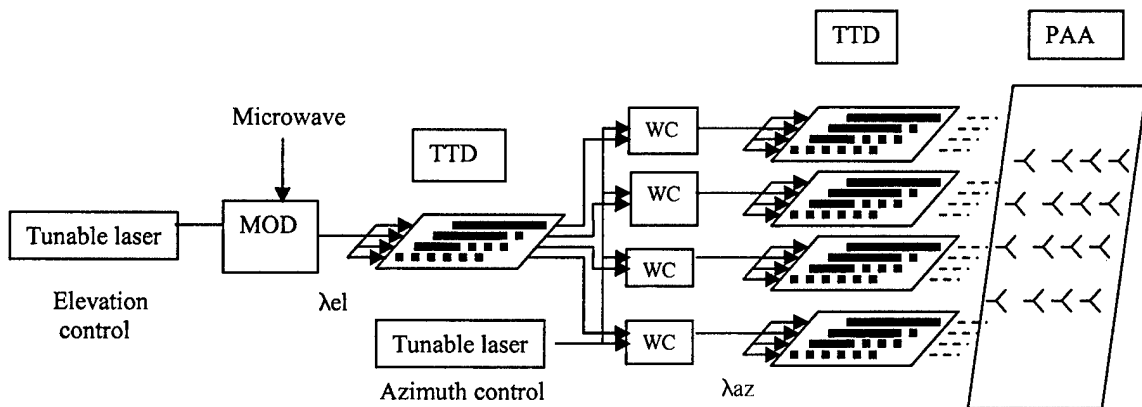 TTD
PAA
Microwave
TTD
WC
WC
WC
WC
Tunable laser
MOD
Elevation
control
λel
Tunable laser
Azimuth control
λaz